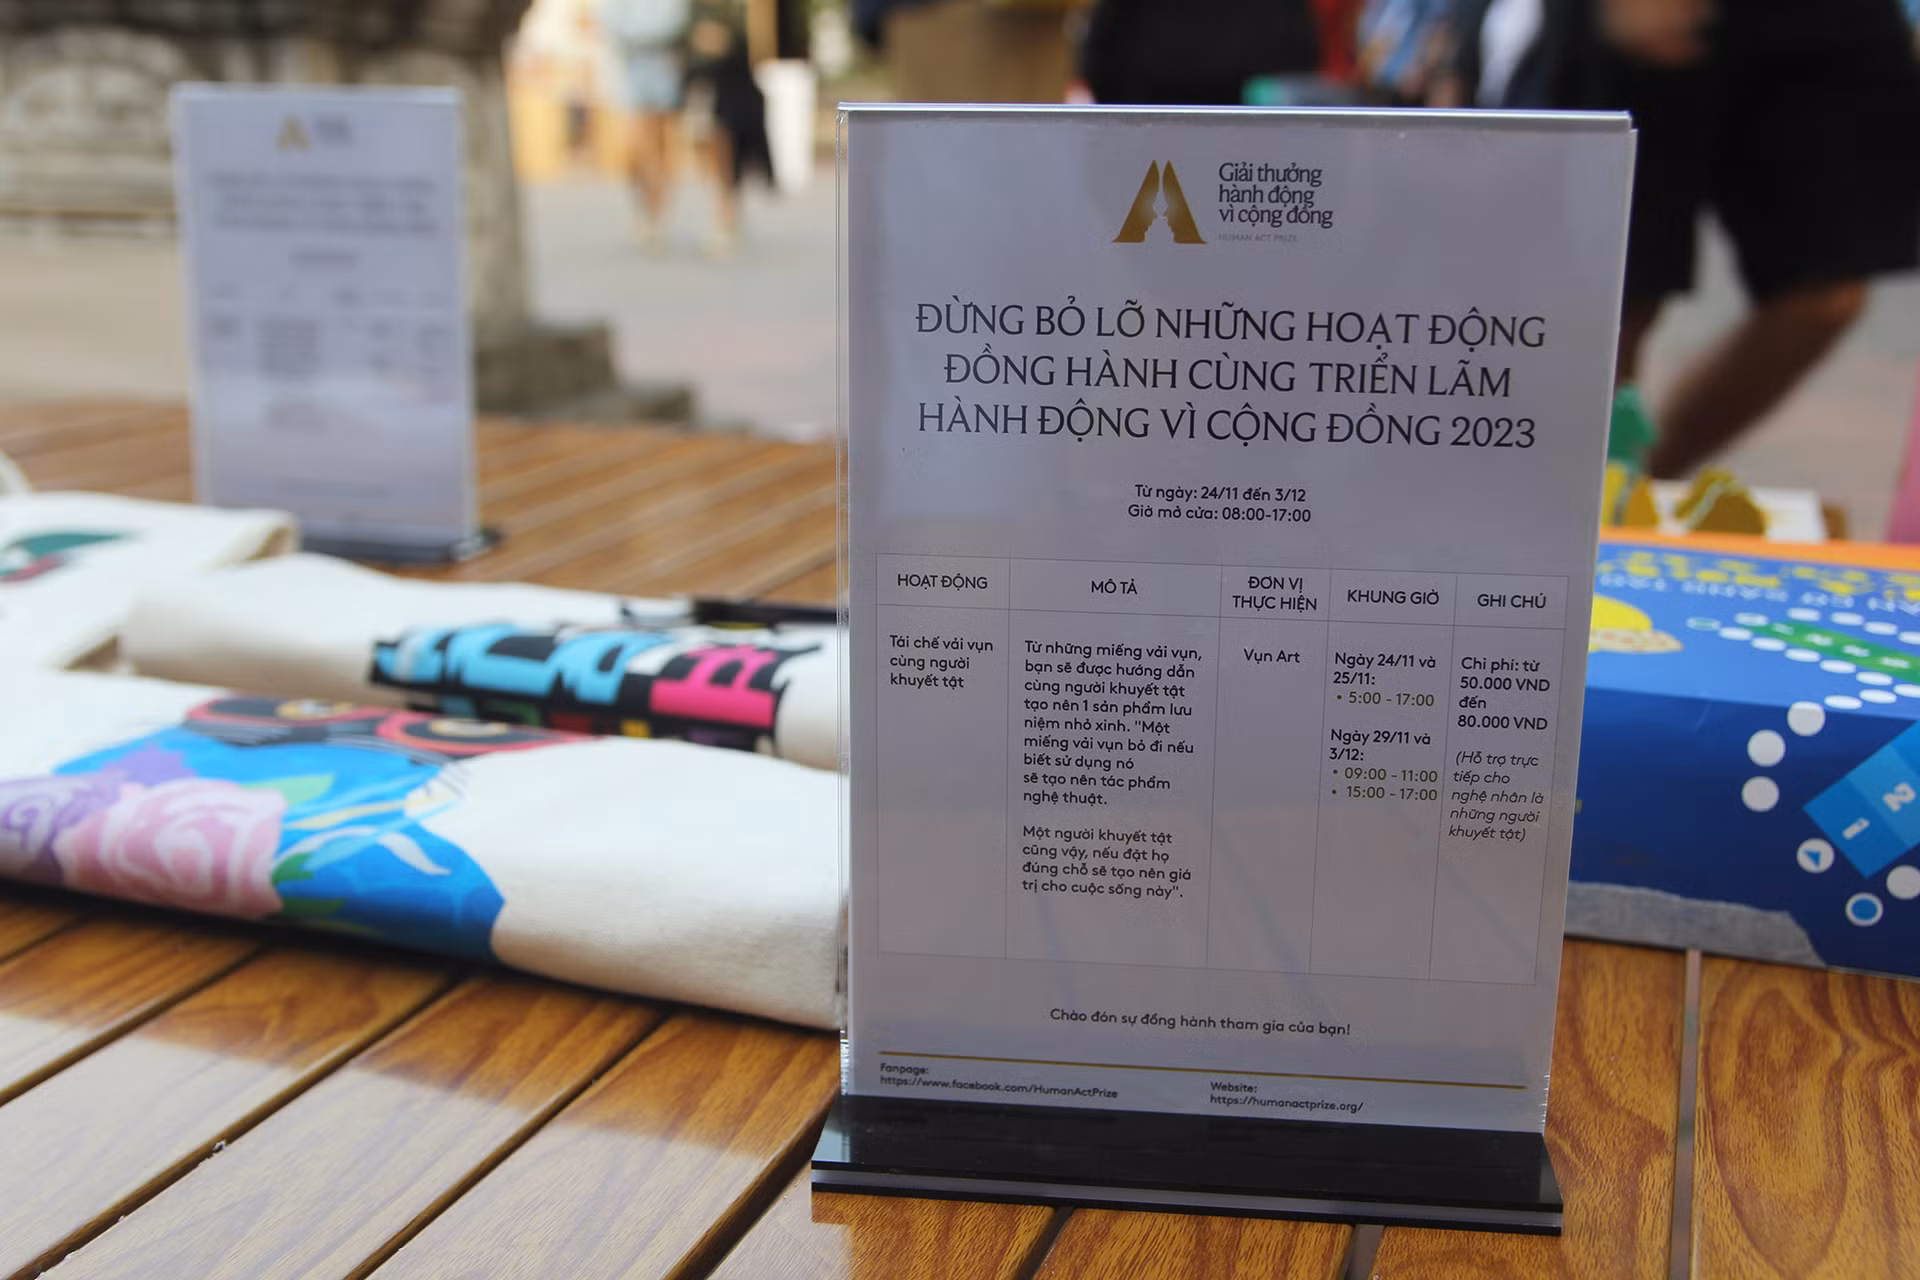 Giải thưởng
hành động
vì cộng đồng
HUMAN ACT PRIZE
ĐỪNG BỎ LỠ NHỮNG HOẠT ĐỘNG
ĐỒNG HÀNH CÙNG TRIỂN LÃM
HÀNH ĐỘNG VÌ CỘNG ĐỒNG 2023
Từ ngày: 24/11 đến 3/12
Giờ mở cửa: 08:00-17:00
HOẠT ĐỘNG
MÔ TẢ
ĐƠN VỊ
THỰC HIỆN
KHUNG GIỜ
GHI CHÚ
Tái chế vải vụn
cùng người
khuyết tật
Từ những miếng vải vụn,
bạn sẽ được hướng dẫn
cùng người khuyết tật
tạo nên 1 sản phẩm lưu
niệm nhỏ xinh. "Một
miếng vải vụn bỏ đi nếu
biết sử dụng nó
sẽ tạo nên tác phẩm
nghệ thuật.
Một người khuyết tật
cũng vậy, nếu đặt họ
đúng chỗ sẽ tạo nên giá
trị cho cuộc sống này".
Vụn Art
Ngày 24/11 và
25/11:
• 5:00 - 17:00
Ngày 29/11 và
3/12:
• 09:00 - 11:00
• 15:00 - 17:00
Chi phí: từ
50.000 VND
đến
80.000 VND
(Hỗ trợ trực
tiếp cho
nghệ nhân là
những người
khuyết tật)
Chào đón sự đồng hành tham gia của bạn!
Fanpage:
https://www.facebook.com/HumanActPrize
Website:
https://humanactprize.org/
1 2